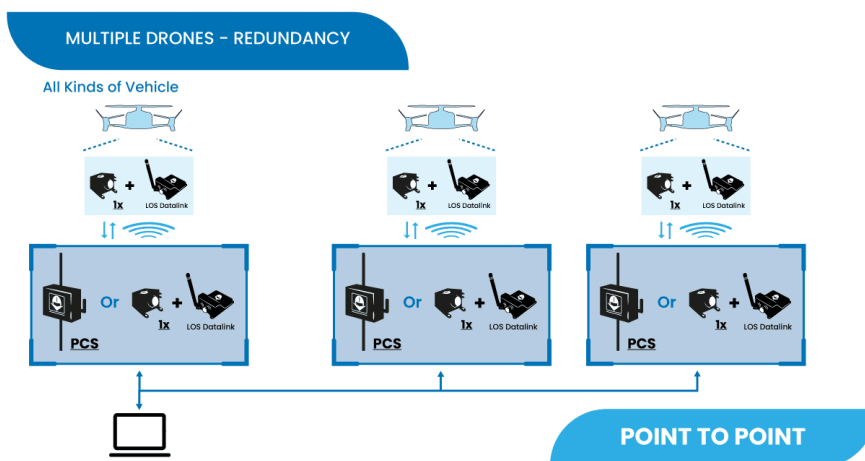 MULTIPLE DRONES - REDUNDANCY
All Kinds of Vehicle
+
1x
LOS Datalink
+
1x
LOS Datalink
+
1x
LOS Datalink
Or
+
1x
LOS Datalink
PCS
Or
+
1x
LOS Datalink
PCS
Or
+
1x
LOS Datalink
PCS
POINT TO POINT